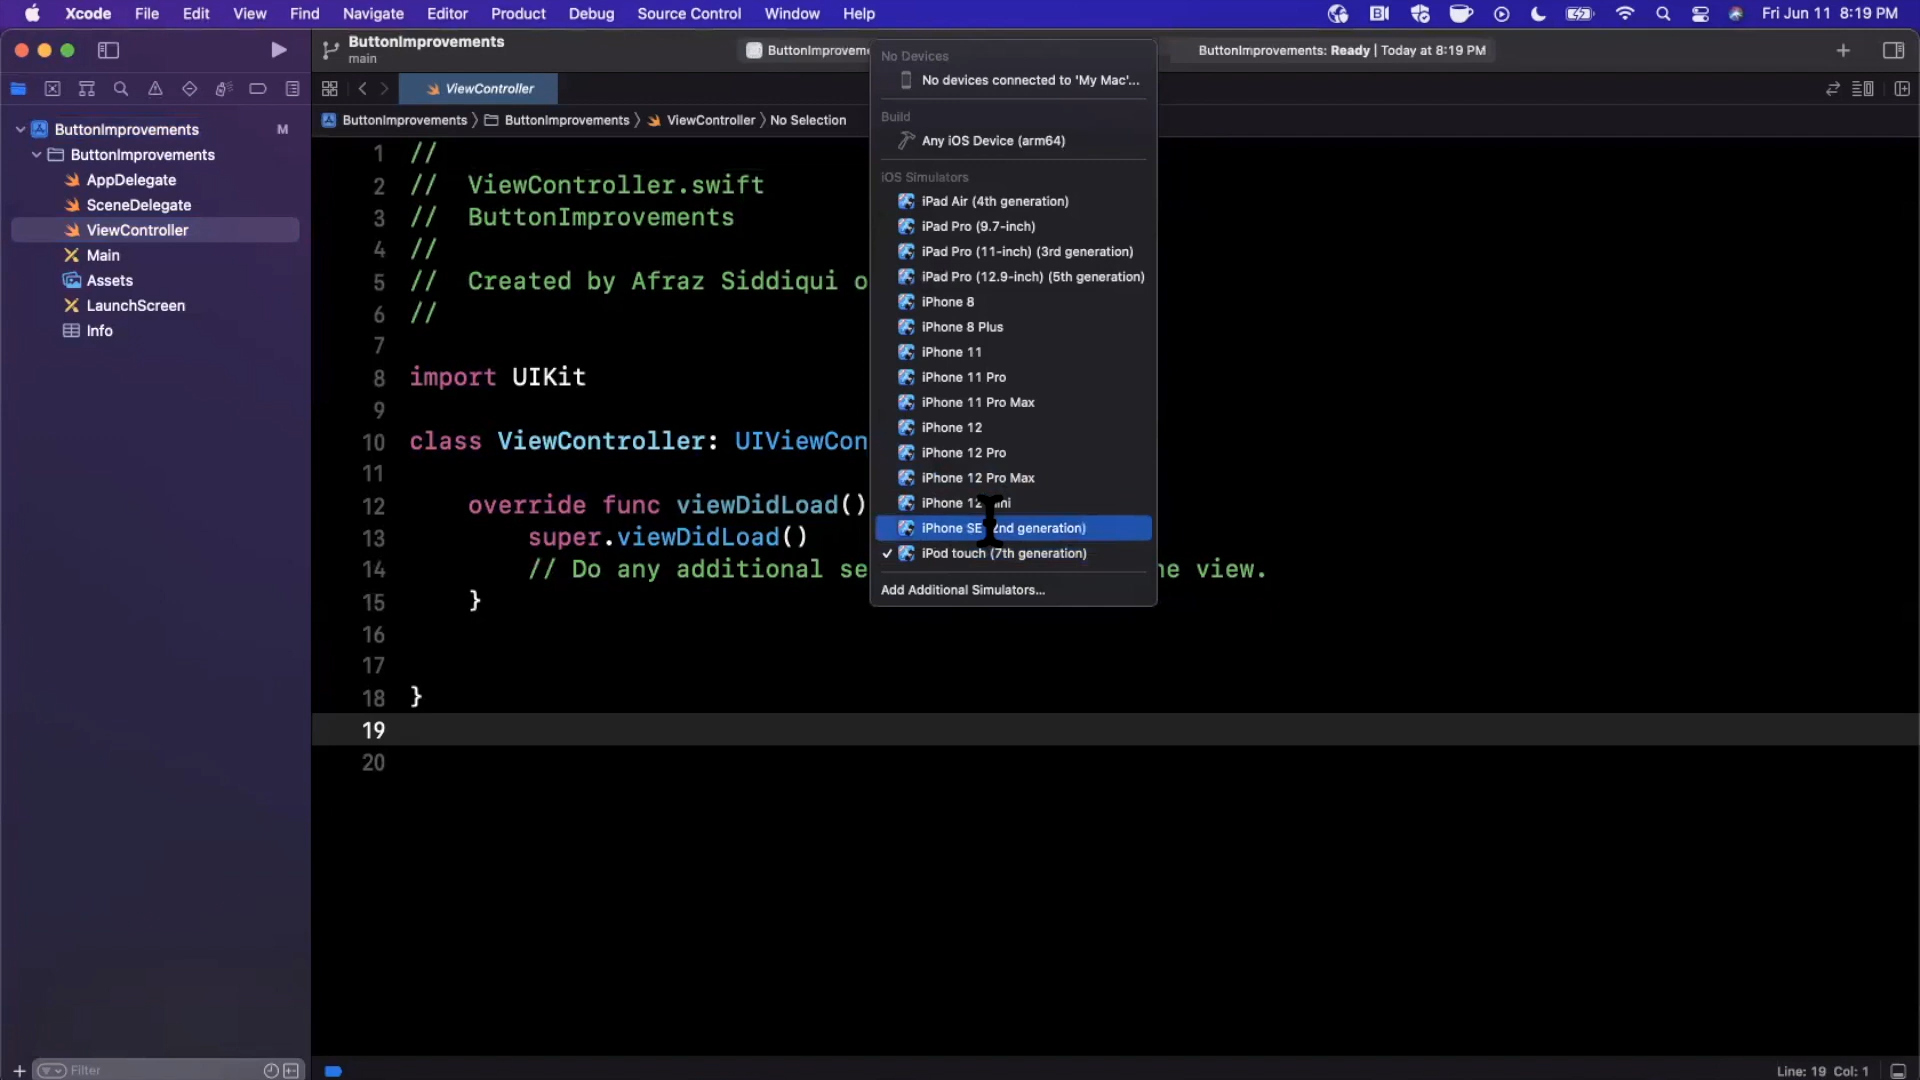 Xcode File Edit View Find Navigate Editor Product Debug Source Control Window Help
Fri Jun 11 8:19 PM
ButtonImprovements
main
ButtonImproveme
ButtonImprovements: Ready | Today at 8:19 PM
ViewController
ButtonImprovements
ButtonImprovements
AppDelegate
SceneDelegate
ViewController
Main
Assets
LaunchScreen
Info
M
ButtonImprovements 〉 ButtonImprovements 〉 ViewController 〉 No Selection
1 //
2 // ViewController.swift
3 // ButtonImprovements
4 //
5 // Created by Afraz Siddiqui o
6 //
7
8 import UIKit
9
10 class ViewController: UIViewCon
11
12 override func viewDidLoad()
13 super.viewDidLoad()
14 // Do any additional se
e view.
15 }
16
17
18 }
19
20
No Devices
No devices connected to 'My Mac'...
Build
Any iOS Device (arm64)
iOS Simulators
iPad Air (4th generation)
iPad Pro (9.7-inch)
iPad Pro (11-inch) (3rd generation)
iPad Pro (12.9-inch) (5th generation)
iPhone 8
iPhone 8 Plus
iPhone 11
iPhone 11 Pro
iPhone 11 Pro Max
iPhone 12
iPhone 12 Pro
iPhone 12 Pro Max
iPhone 12 mini
iPhone SE (2nd generation)
✓ iPod touch (7th generation)
Add Additional Simulators...
Filter
Line: 19 Col: 1